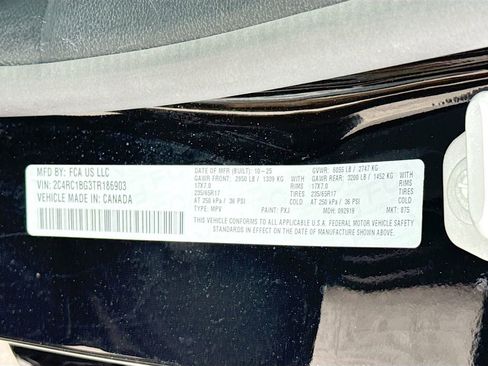 MFD BY: FCA US LLC
VIN: 2C4RC1BG3TR186903
VEHICLE MADE IN: CANADA
DATE OF MFR (BUILT): 10-25
GAWR FRONT: 2950 LB / 1339 KG
17X7.0
235/65R17
AT 250 kPa / 36 PSI
TYPE: MPV
PAINT: PXJ
GVWR: 6055 LB / 2747 KG
GAWR REAR: 3200 LB / 1452 KG
17X7.0
235/65R17
AT 250 kPa / 36 PSI
MDH: 092919
RIMS
TIRES
COLD
MKT: 875
THIS VEHICLE CONFORMS TO ALL APPLICABLE U.S.A. FEDERAL MOTOR VEHICLE SAFETY
STANDARDS IN EFFECT ON THE DATE OF MANUFACTURE SHOWN ABOVE.